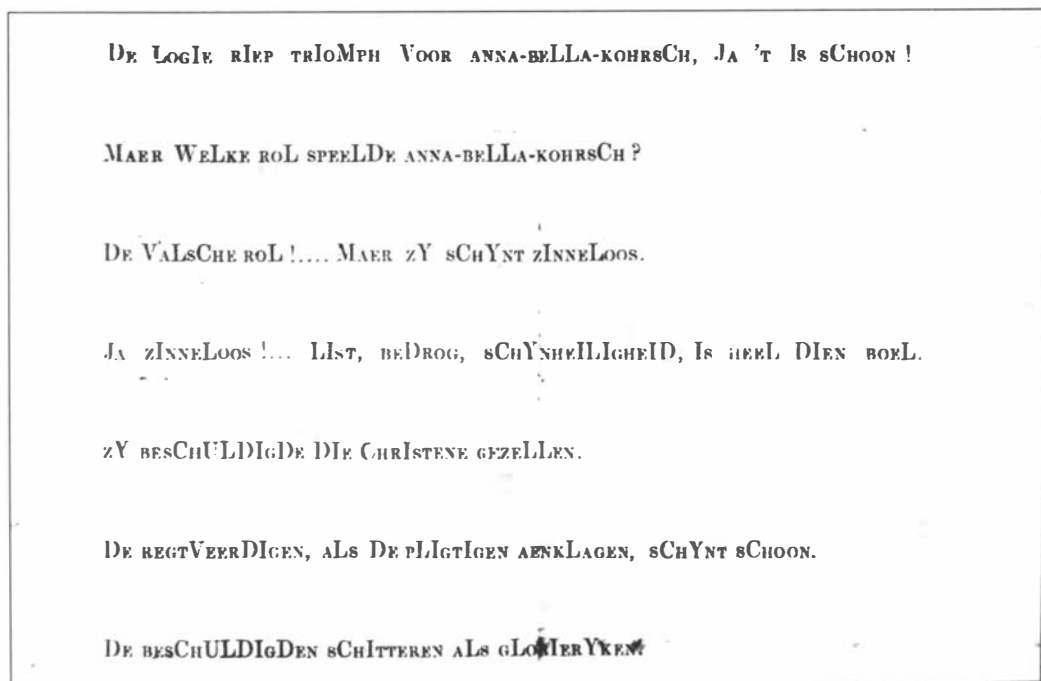 De LogIe rIep trIoMph Voor anna-beLLa-kohrsCh, Ja 't Is sChoon !
Maer WeLke roL speeLDe anna-beLLa-kohrsCh ?
De VaLsChe roL !.... Maer zY sChYnt zInneLoos.
Ja zInneLoos !... LIst, beDrog, sChYnheILIgheID, Is heeL DIen boeL.
zY besChULDIgDe DIe ChrIstene gezeLLen.
De regtVeerDIgen, aLs De pLIgtIgen aenkLagen, sChYnt sChoon.
De besChULDIgDen sChItteren aLs